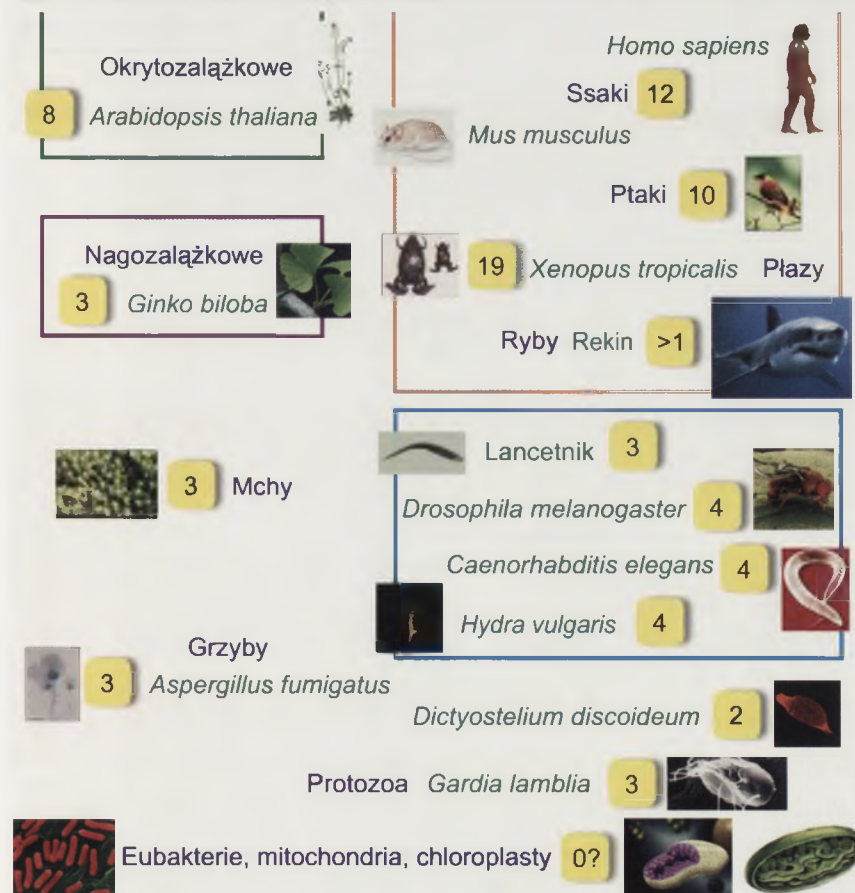 Okrytozalążkowe
8 Arabidopsis thaliana
Homo sapiens
Ssaki 12
Mus musculus
Ptaki 10
Nagozalążkowe
3 Ginko biloba
19 Xenopus tropicalis Płazy
Ryby Rekin >1
3 Mchy
Lancetnik 3
Drosophila melanogaster 4
Caenorhabditis elegans 4
Hydra vulgaris 4
Grzyby
3 Aspergillus fumigatus
Dictyostelium discoideum 2
Protozoa Gardia lamblia 3
Eubakterie, mitochondria, chloroplasty 0?